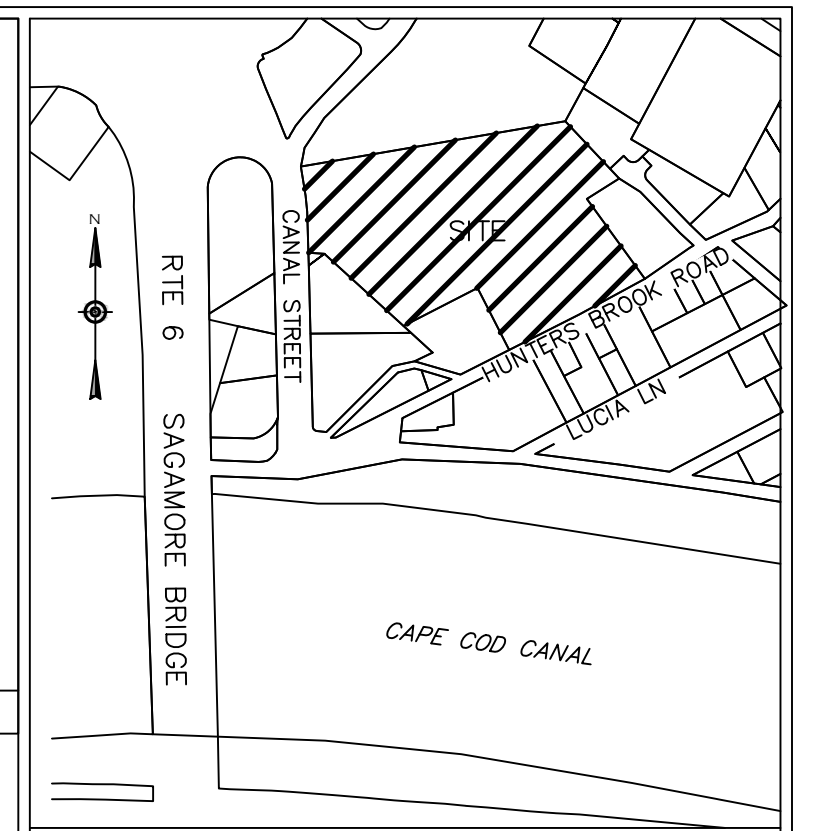 SITE
CANAL STREET
N
RTE 6 SAGAMORE BRIDGE
HUNTERS BROOK ROAD
LUCIA LN
CAPE COD CANAL